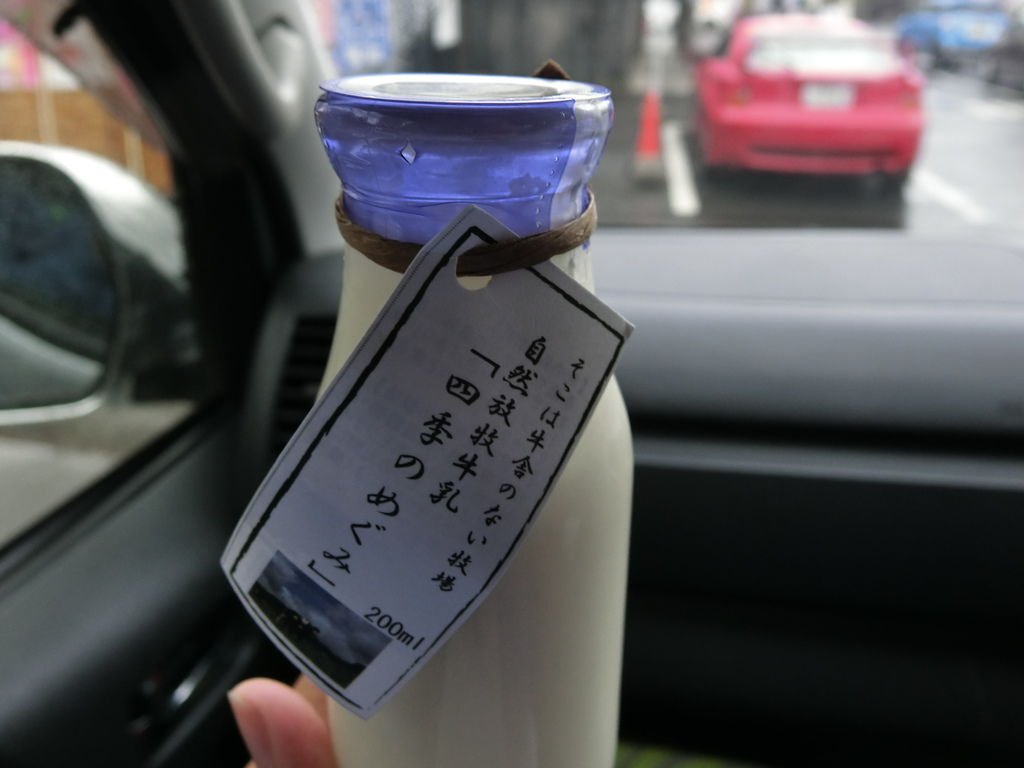 そこは牛舎のない牧場
自然放牧牛乳
「四季のめぐみ」
200ml